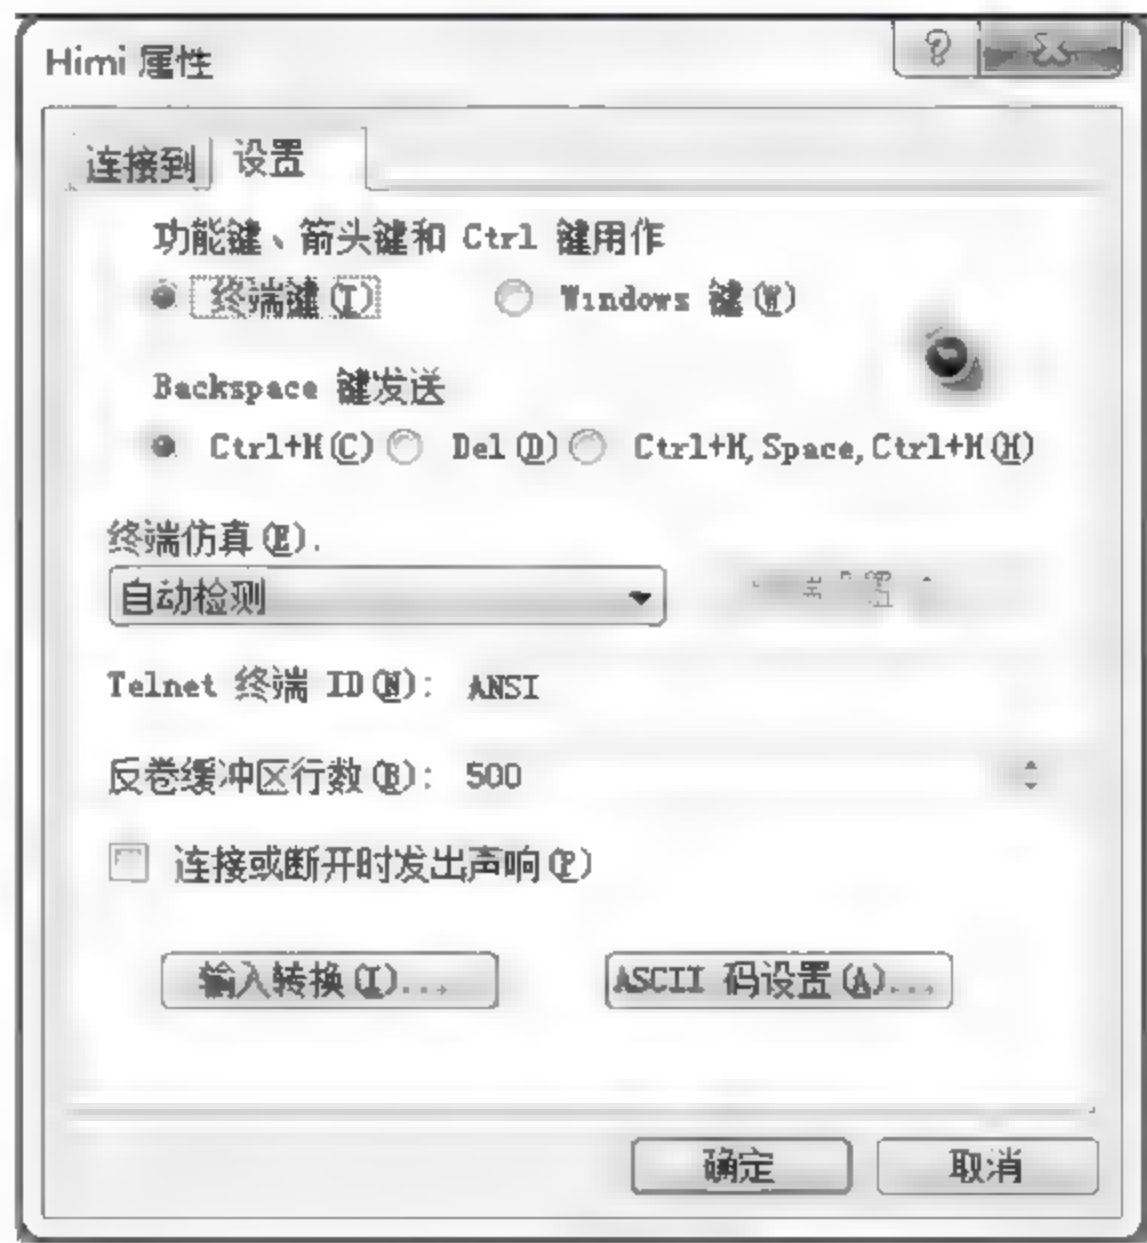 Himi 属性
连接到 设置
功能键、箭头键和 Ctrl 键用作
终端键(T) Windows 键(W)
Backspace 键发送
Ctrl+H(C) Del(D) Ctrl+H,Space,Ctrl+H(H)
终端仿真(E):
自动检测
Telnet 终端 ID(N): ANSI
反卷缓冲区行数(B): 500
连接或断开时发出声响(P)
输入转换(I)... ASCII 码设置(A)...
确定 取消